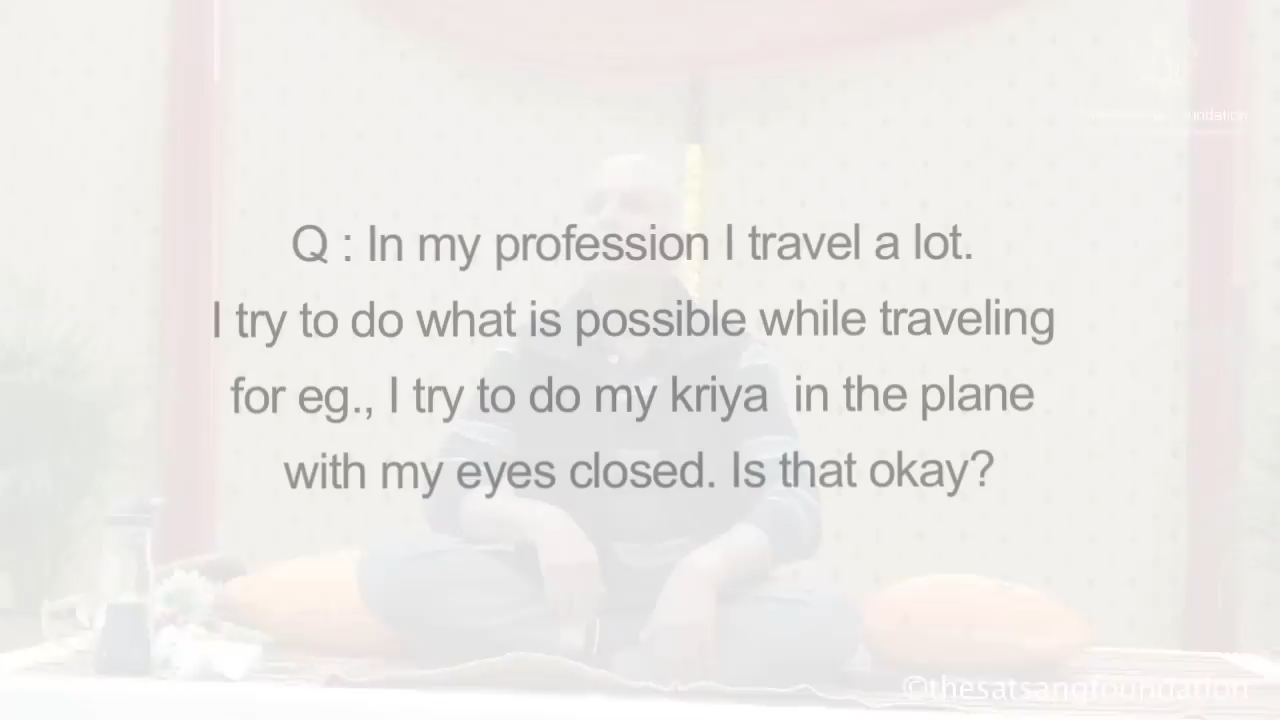 undation
Q : In my profession I travel a lot.
I try to do what is possible while traveling
for eg., I try to do my kriya in the plane
with my eyes closed. Is that okay?
©thesatsangfoundation